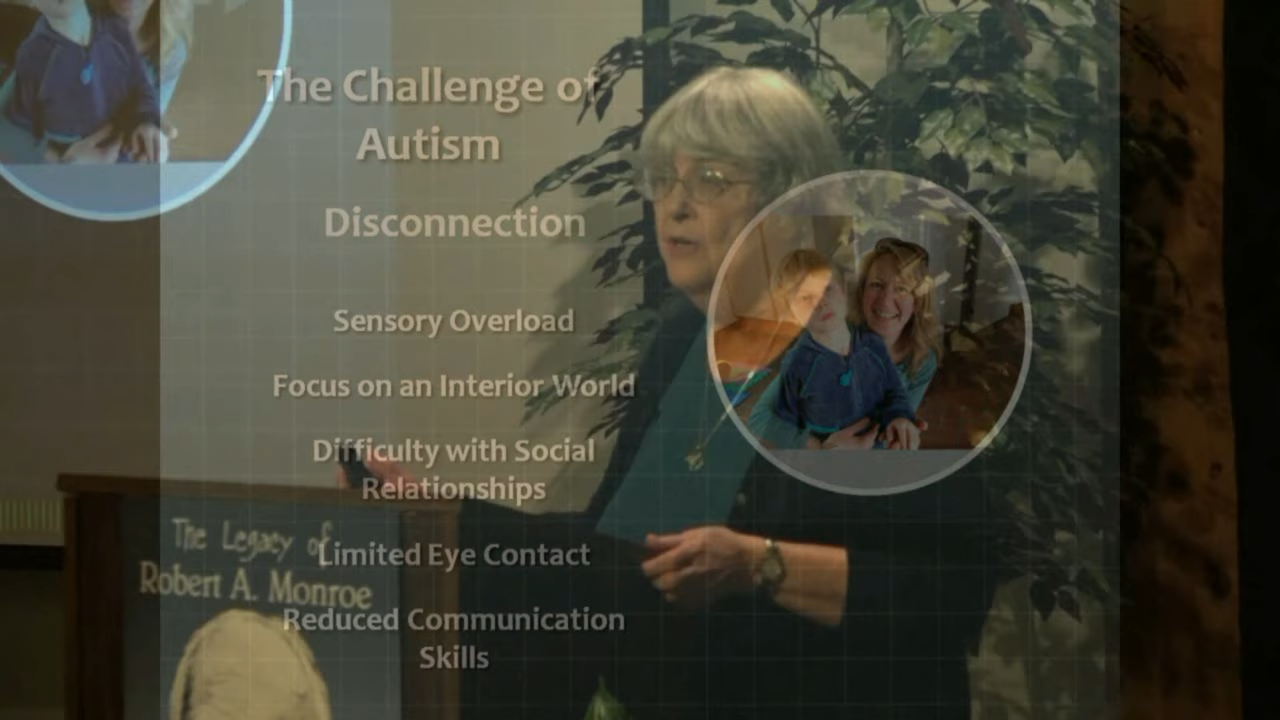 The Challenge of
Autism
Disconnection
Sensory Overload
Focus on an Interior World
Difficulty with Social
Relationships
Limited Eye Contact
Reduced Communication
Skills
The Legacy of
Robert A. Monroe